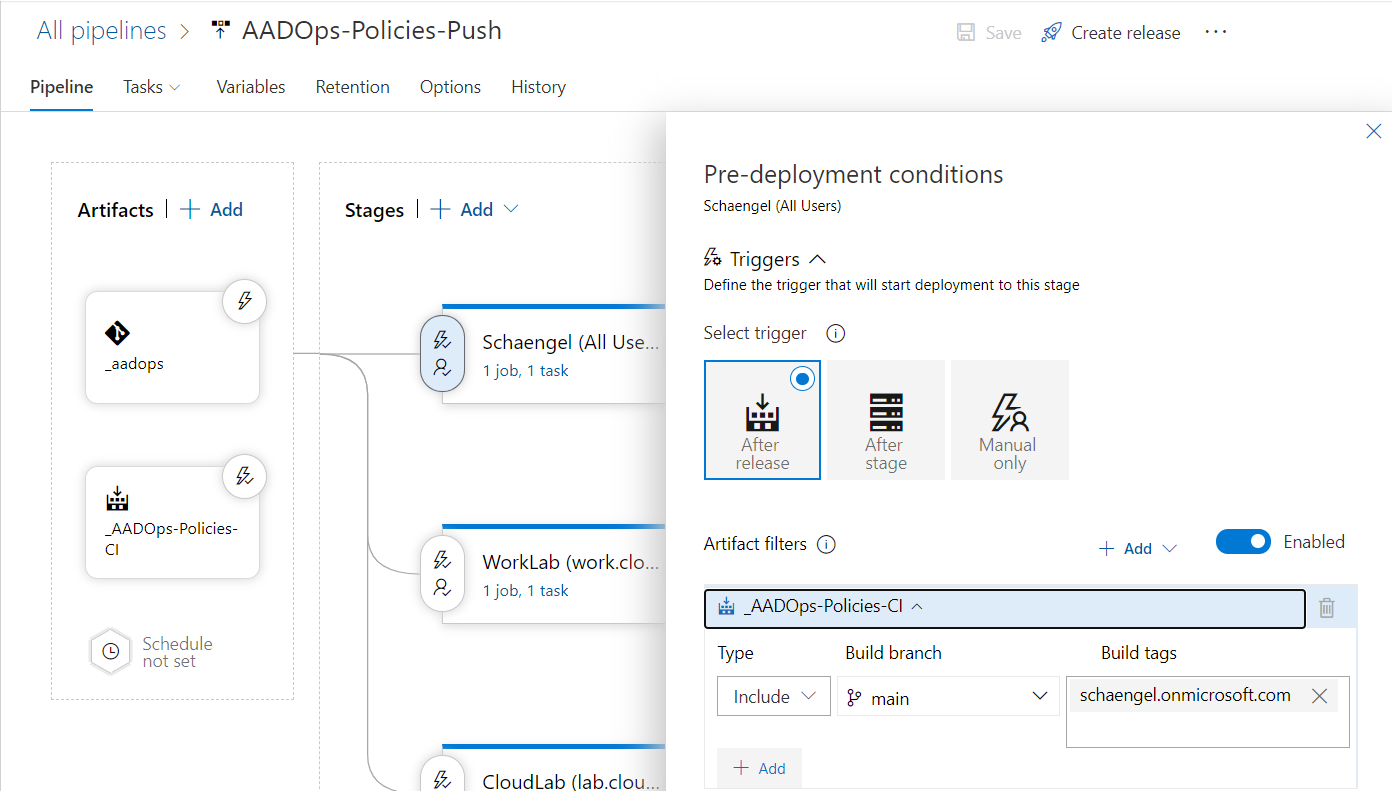 All pipelines > AADOps-Policies-Push
Save Create release ...
Pipeline Tasks Variables Retention Options History
Artifacts | + Add
_aadops
_AADOps-Policies-
CI
Schedule
not set
Stages | + Add
Schaengel (All Use...
1 job, 1 task
WorkLab (work.clo...
1 job, 1 task
CloudLab (lab.clou...
Pre-deployment conditions
Schaengel (All Users)
Triggers
Define the trigger that will start deployment to this stage
Select trigger
After
release
After
stage
Manual
only
Artifact filters + Add Enabled
_AADOps-Policies-CI
Type Build branch Build tags
Include main schaengel.onmicrosoft.com
+ Add